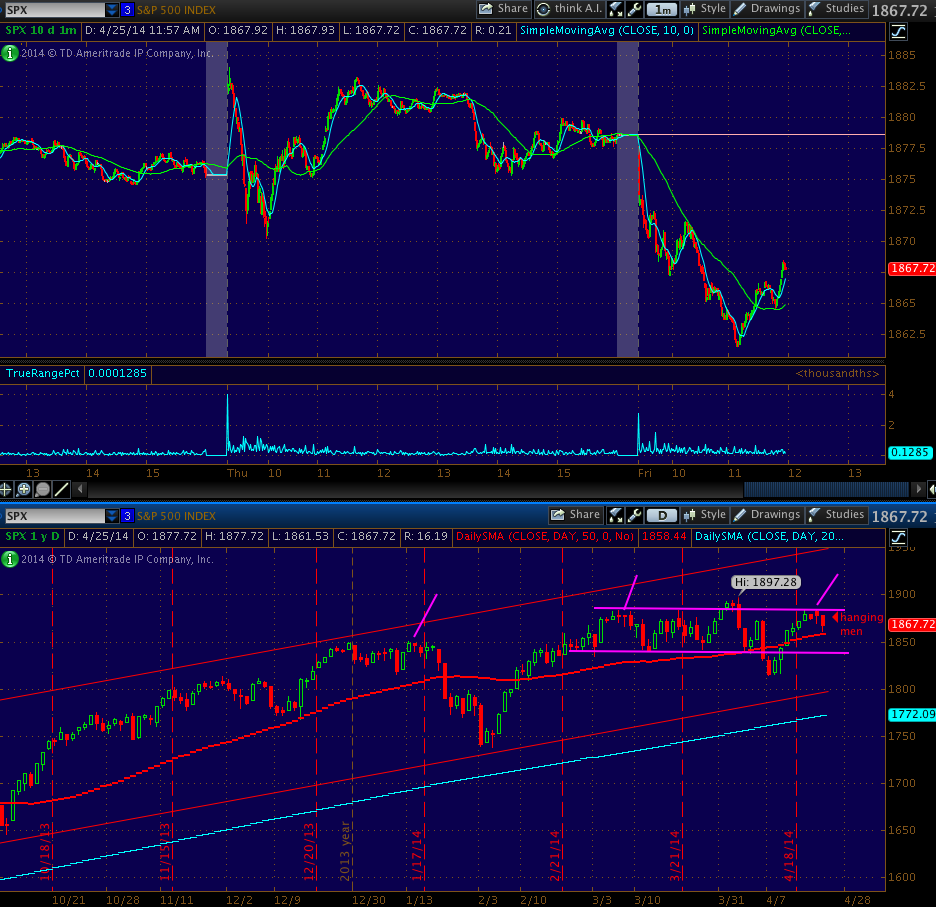 SPX 3 S&P 500 INDEX Share think A.I. 1m Style Drawings Studies 1867.72
SPX 10 d 1m D: 4/25/14 11:57 AM O: 1867.92 H: 1867.93 L: 1867.72 C: 1867.72 R: 0.21 SimpleMovingAvg (CLOSE, 10, 0) SimpleMovingAvg (CLOSE,...
i 2014 © TD Ameritrade IP Company, Inc.
1885
1882.5
1880
1877.5
1875
1872.5
1870
1867.72
1865
1862.5
TrueRangePct 0.0001285 <thousandths>
4
2
0.1285
13 14 15 Thu 10 11 12 13 14 15 Fri 10 11 12 13
SPX 3 S&P 500 INDEX Share D Style Drawings Studies 1867.72
SPX 1 y D D: 4/25/14 O: 1877.72 H: 1877.72 L: 1861.53 C: 1867.72 R: 16.19 DailySMA (CLOSE, DAY, 50, 0, No) 1858.44 DailySMA (CLOSE, DAY, 20...
i 2014 © TD Ameritrade IP Company, Inc.
1950
Hi: 1897.28
1900
hanging
men
1867.72
1850
1800
1772.09
1750
1700
1650
1600
10/18/13
11/15/13
12/20/13
2013 year
1/17/14
2/21/14
3/21/14
4/18/14
10/21 10/28 11/11 12/2 12/9 12/30 1/13 2/3 2/10 3/3 3/10 3/31 4/7 4/28